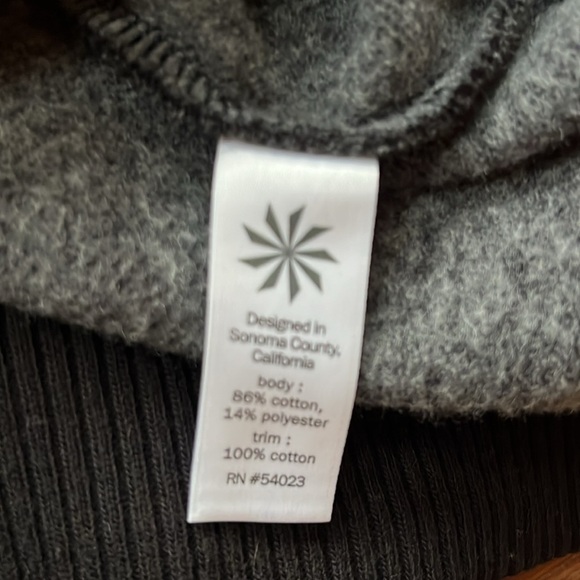 Designed in
Sonoma County,
California
body :
86% cotton,
14% polyester
trim :
100% cotton
RN #54023